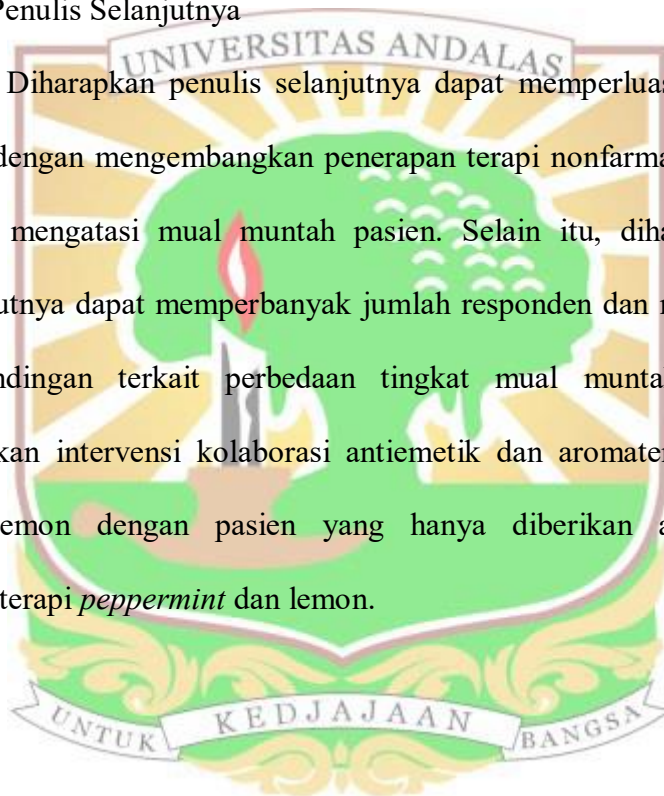 Penulis Selanjutnya
UNIVERSITAS ANDALAS
Diharapkan penulis selanjutnya dapat memperluas
dengan mengembangkan penerapan terapi nonfarma
mengatasi mual muntah pasien. Selain itu, diha
utnya dapat memperbanyak jumlah responden dan
ndingan terkait perbedaan tingkat mual muntah
kan intervensi kolaborasi antiemetik dan aromater
emon dengan pasien yang hanya diberikan a
terapi peppermint dan lemon.
UNTUK KEDJAJAAN BANGSA